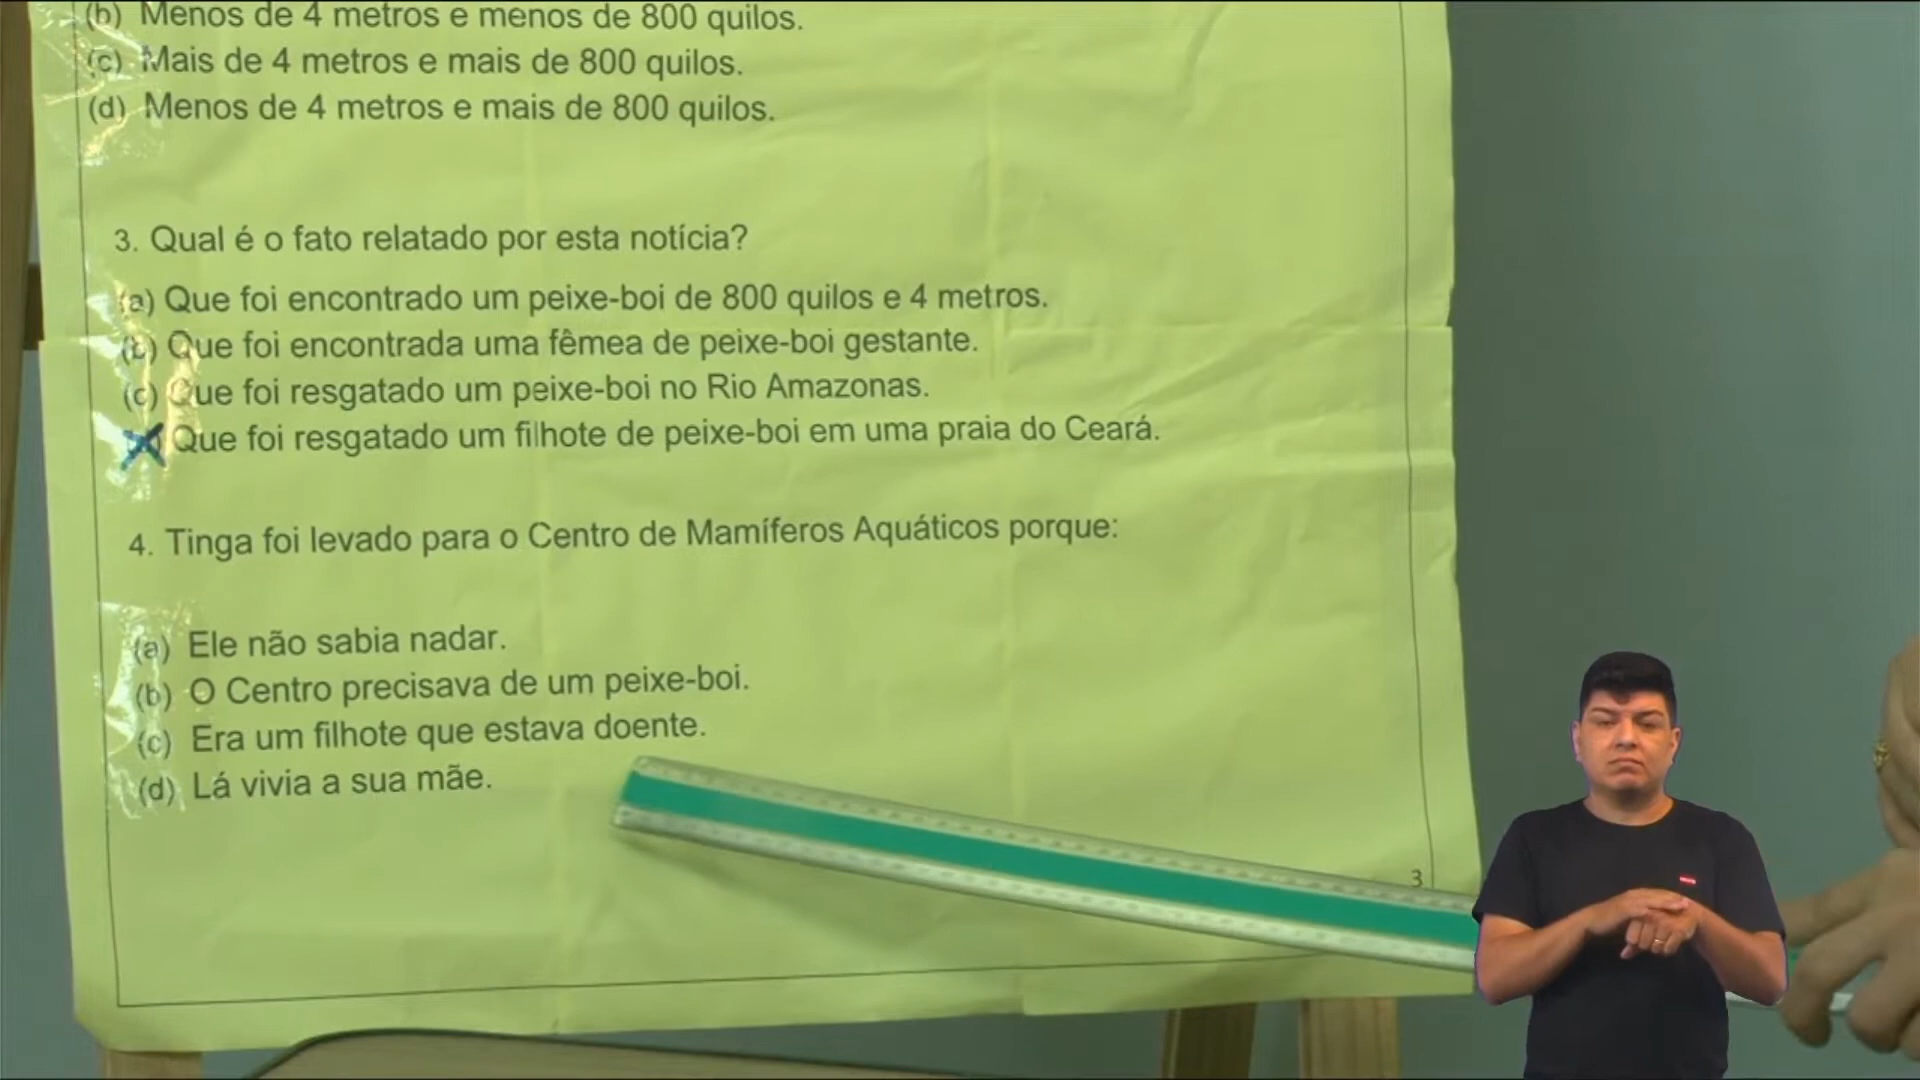 (b) Menos de 4 metros e menos de 800 quilos.
(c) Mais de 4 metros e mais de 800 quilos.
(d) Menos de 4 metros e mais de 800 quilos.
3. Qual é o fato relatado por esta notícia?
(a) Que foi encontrado um peixe-boi de 800 quilos e 4 metros.
(b) Que foi encontrada uma fêmea de peixe-boi gestante.
(c) Que foi resgatado um peixe-boi no Rio Amazonas.
Que foi resgatado um filhote de peixe-boi em uma praia do Ceará.
4. Tinga foi levado para o Centro de Mamíferos Aquáticos porque:
(a) Ele não sabia nadar.
(b) O Centro precisava de um peixe-boi.
(c) Era um filhote que estava doente.
(d) Lá vivia a sua mãe.
3